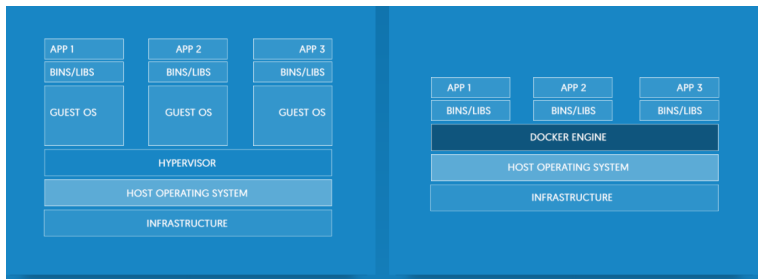 APP 1 APP 2 APP 3
BINS/LIBS BINS/LIBS BINS/LIBS
GUEST OS GUEST OS GUEST OS
HYPERVISOR
HOST OPERATING SYSTEM
INFRASTRUCTURE
APP 1 APP 2 APP 3
BINS/LIBS BINS/LIBS BINS/LIBS
DOCKER ENGINE
HOST OPERATING SYSTEM
INFRASTRUCTURE